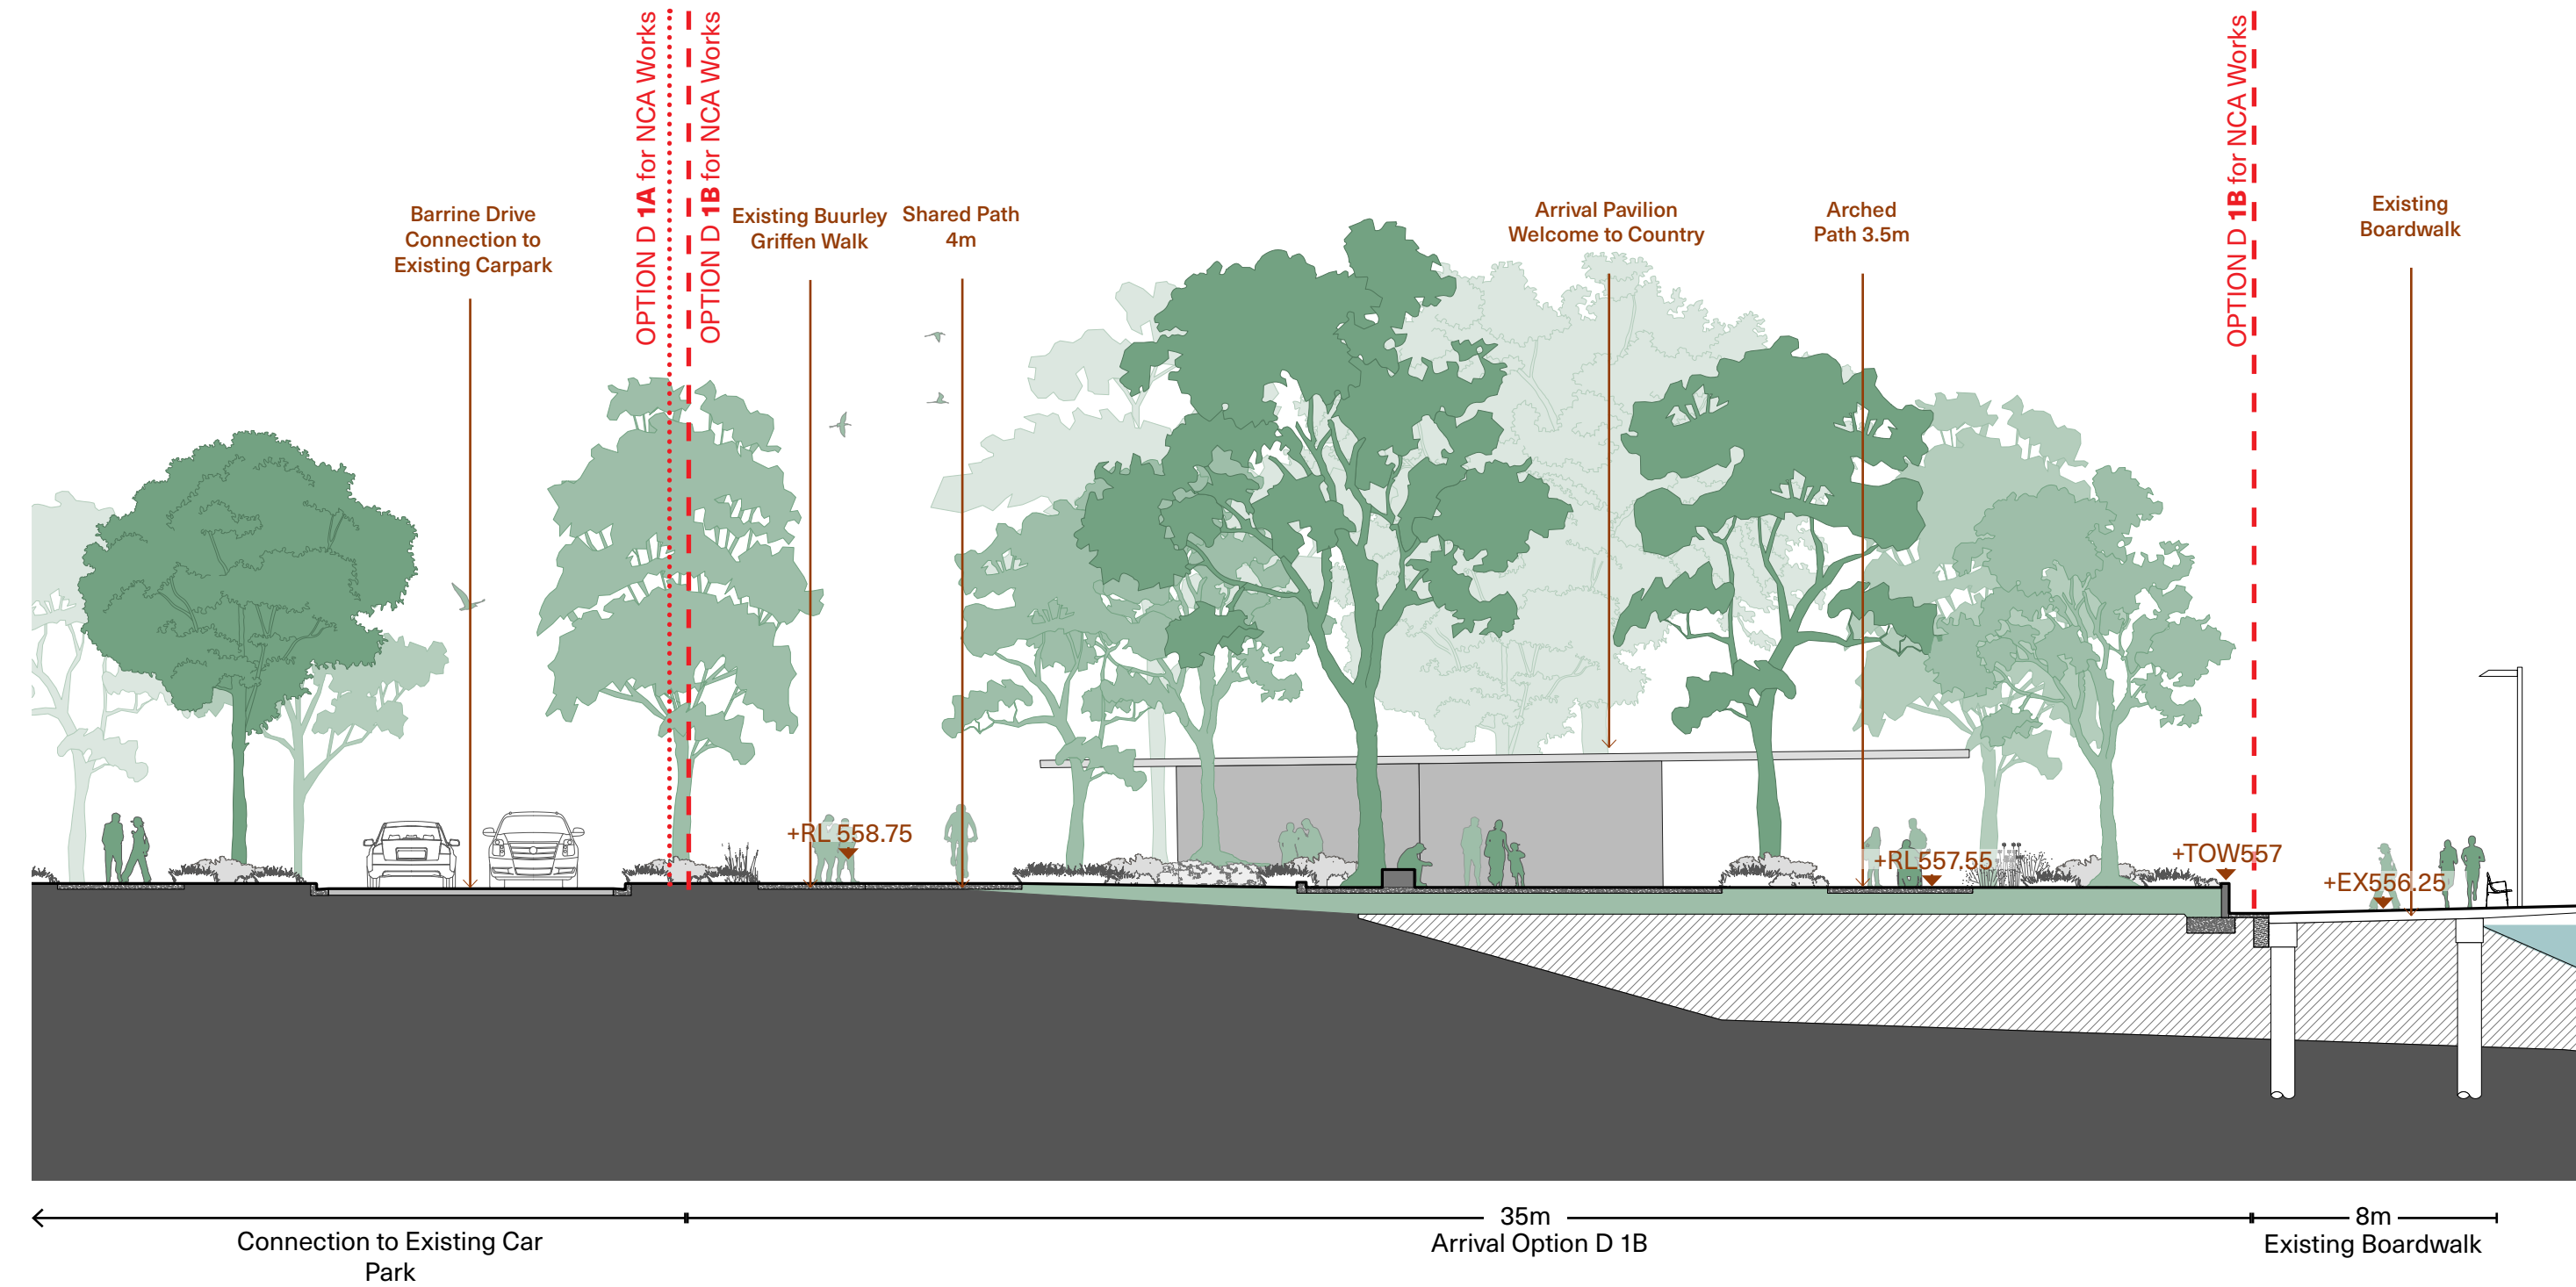 OPTION D 1A for NCA Works
OPTION D 1B for NCA Works
OPTION D 1B for NCA Works
Barrine Drive
Connection to
Existing Carpark
Existing Buurley
Griffen Walk
Shared Path
4m
Arrival Pavilion
Welcome to Country
Arched
Path 3.5m
Existing
Boardwalk
+RL 558.75
+RL557.55
+TOW557
+EX556.25
Connection to Existing Car
Park
35m
Arrival Option D 1B
8m
Existing Boardwalk